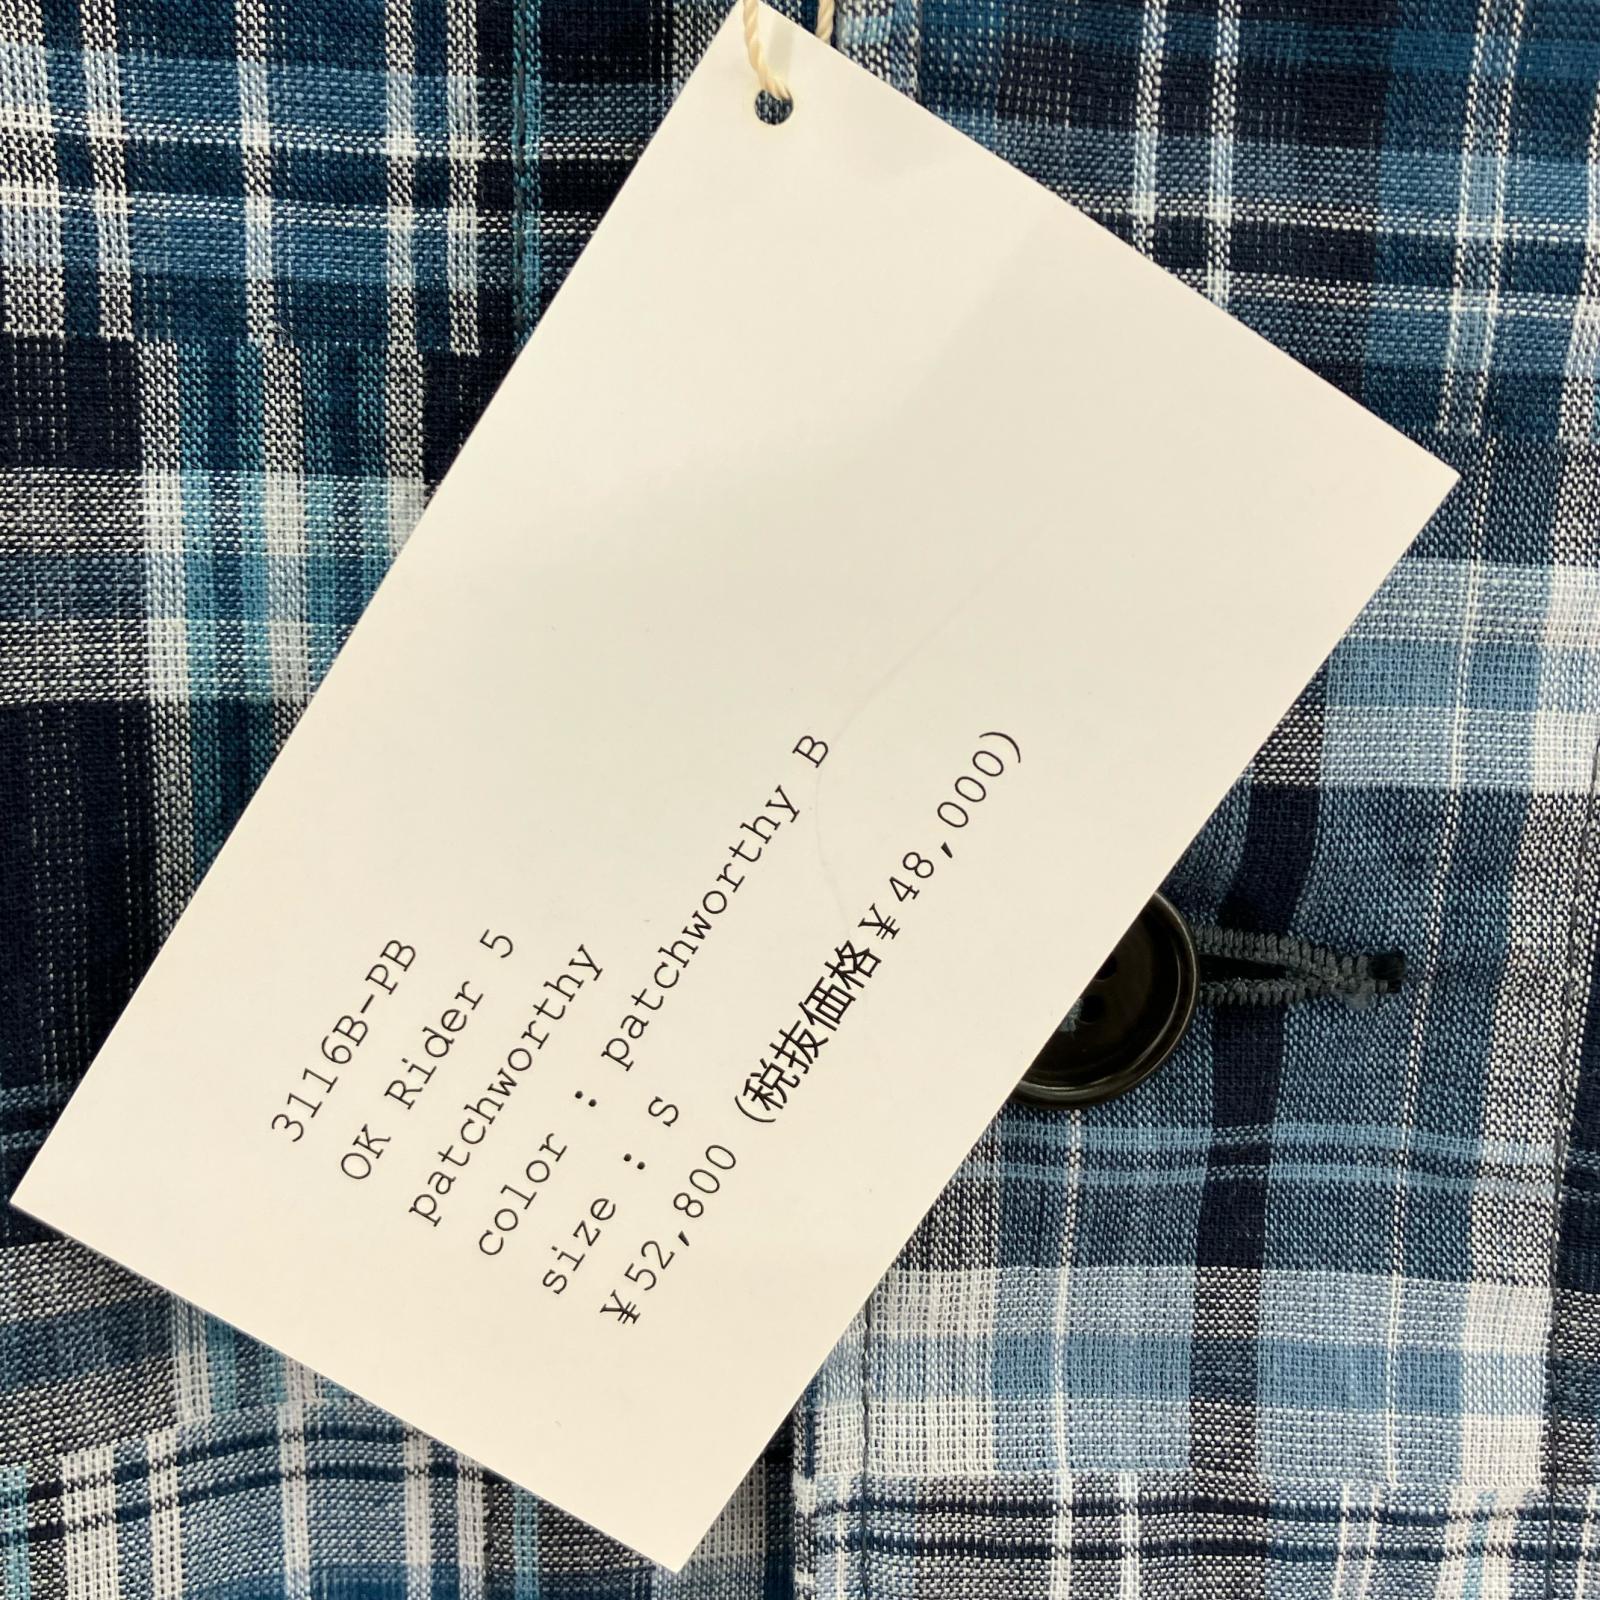 3116B-PB
OK Rider 5
patchworthy
color : patchworthy B
size : S
¥52,800 (税抜価格¥48,000)